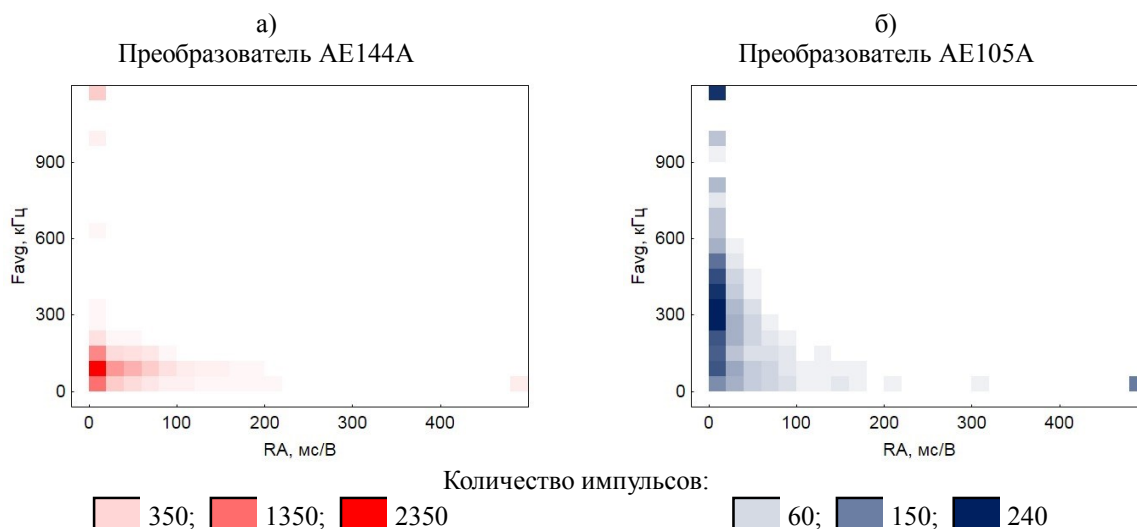 а)
Преобразователь AE144A
900
600
300
0
Favg, кГц
0 100 200 300 400
RA, мс/В
б)
Преобразователь AE105A
900
600
300
0
Favg, кГц
0 100 200 300 400
RA, мс/В
Количество импульсов:
350; 1350; 2350
60; 150; 240